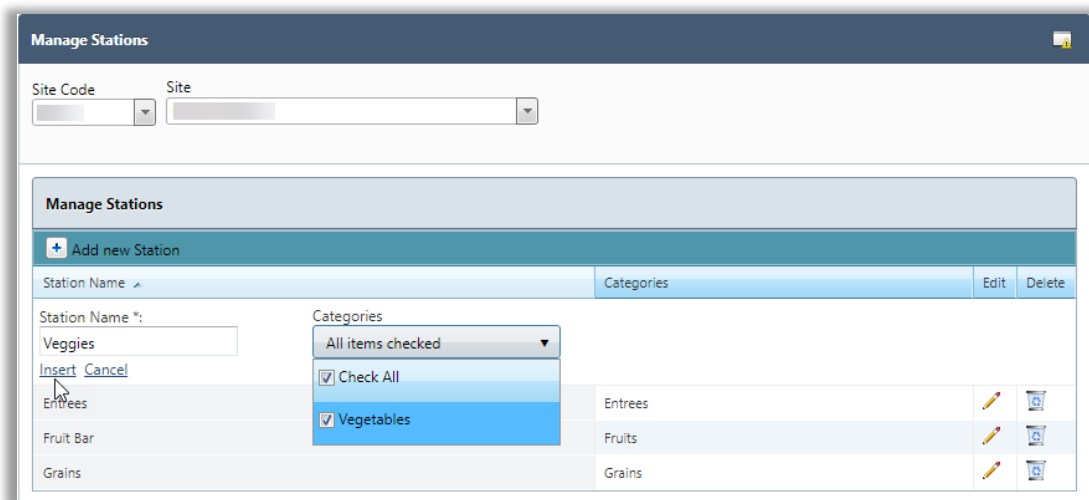 Manage Stations
Site Code Site
Manage Stations
Add new Station
Station Name Categories Edit Delete
Station Name *: Categories
Veggies All items checked
Insert Cancel Check All
Entrees Entrees
Vegetables
Fruit Bar Fruits
Grains Grains